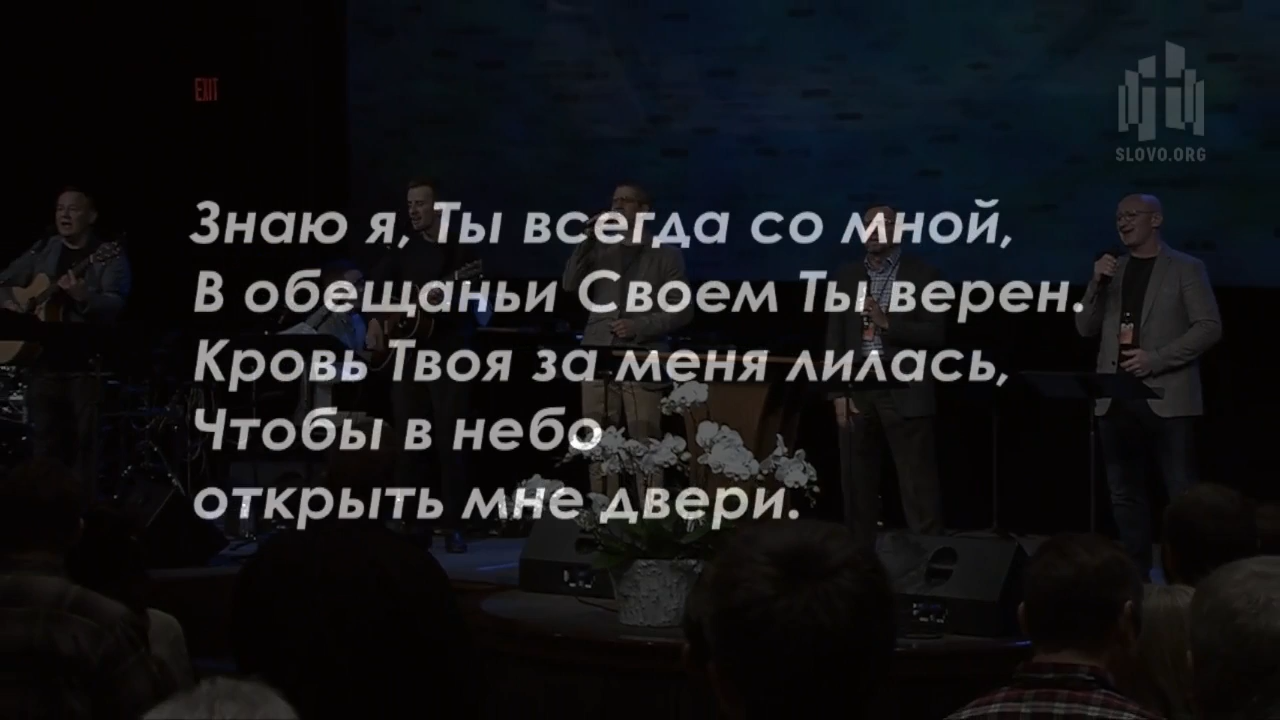 EXIT
SLOVO.ORG
Знаю я, Ты всегда со мной,
В обещаньи Своем Ты верен.
Кровь Твоя за меня лилась,
Чтобы в небо
открыть мне двери.